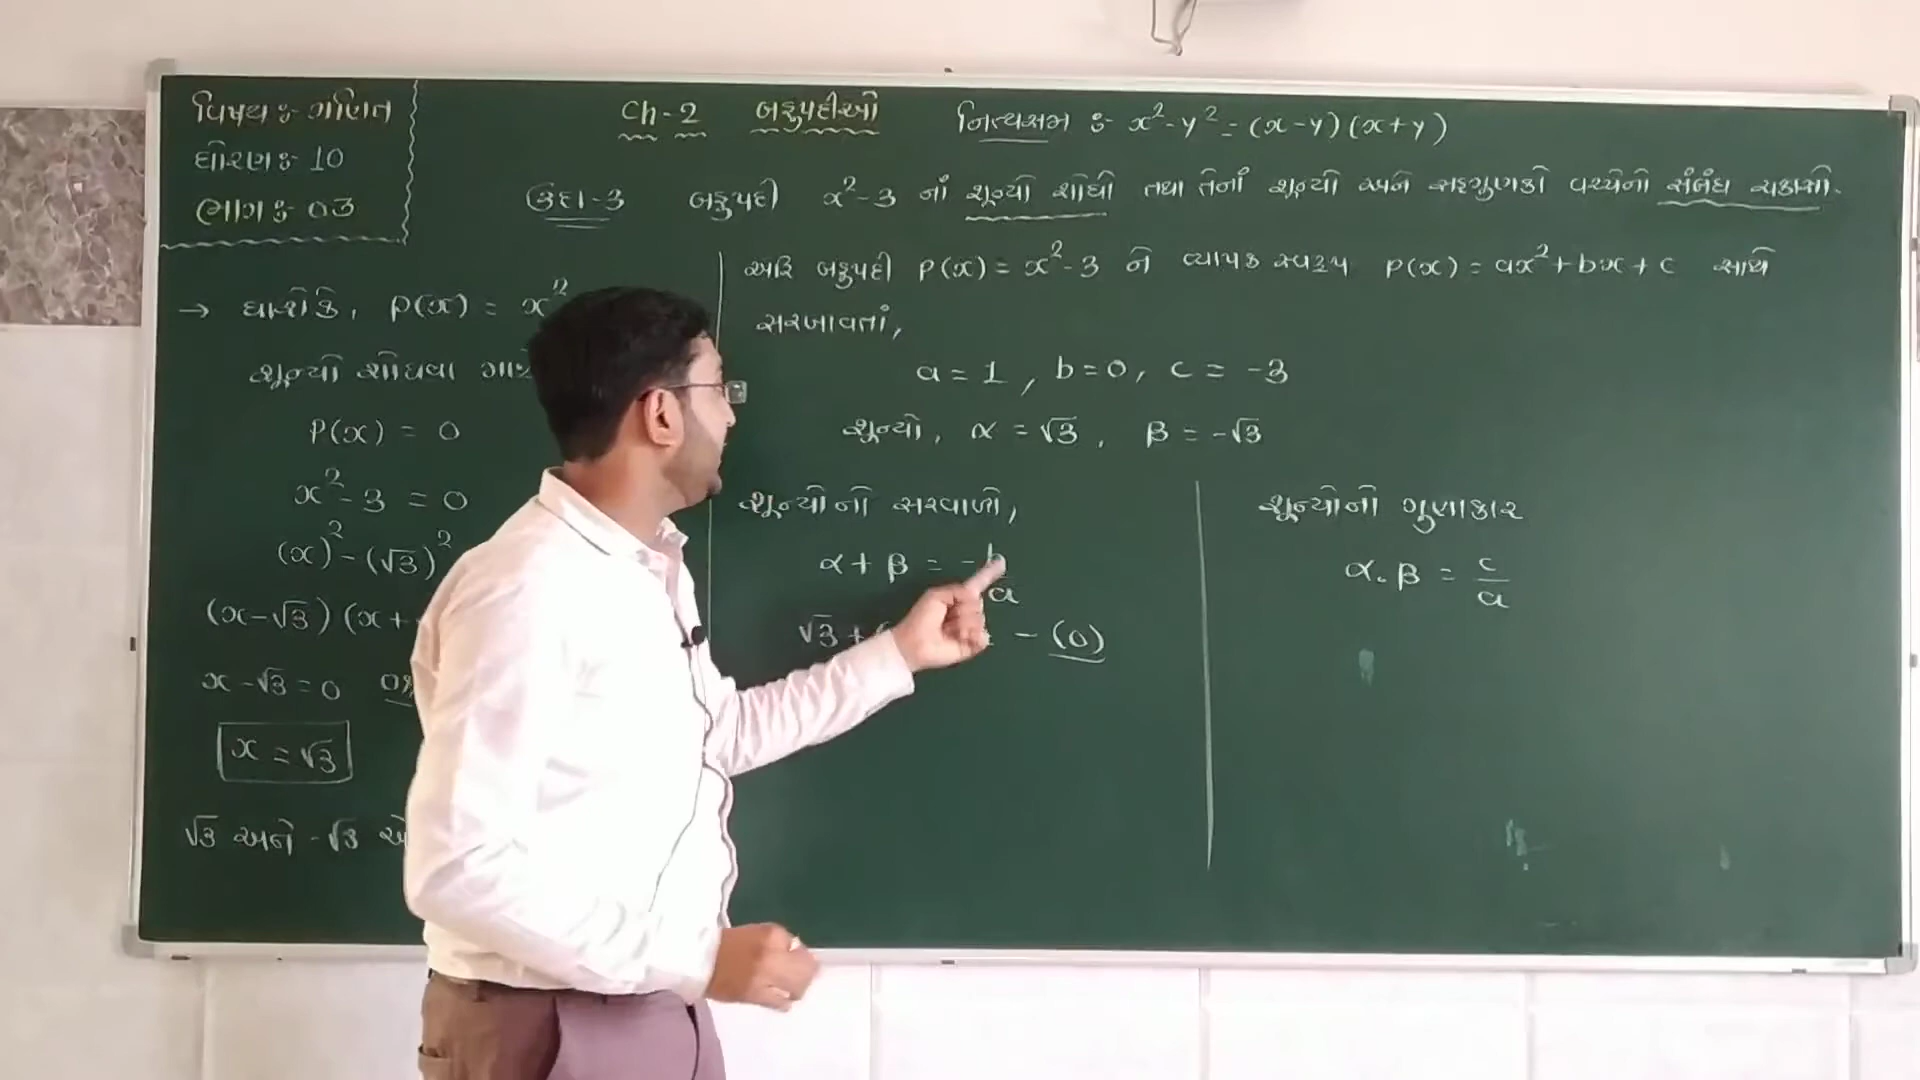 વિષય ઃ- ગણિત
ધોરણ ઃ- 10
ભાગ ઃ- 03
Ch-2 બહુપદીઓ નિત્યસમ ઃ- x²-y² = (x-y)(x+y)
ઉદા-3 બહુપદી x²-3 નાં શૂન્યો શોધો તથા તેનાં શૂન્યો અને સહગુણકો વચ્ચેનો સંબંધ ચકાસો.
→ ધારોકે, P(x) = x²
શૂન્યો શોધવા
P(x) = 0
x²-3 = 0
(x)²-(√3)²
(x-√3)(x+
x-√3=0
x = √3
√3 અને -√3
અહીં બહુપદી P(x) = x²-3 ને વ્યાપક સ્વરૂપ P(x) = ax²+bx+c સાથે
સરખાવતાં,
a = 1, b=0, c = -3
શૂન્યો, α = √3, β = -√3
શૂન્યોનો સરવાળો,
α+β = -b/a
√3+ -(0)
શૂન્યોનો ગુણાકાર
α.β = c/a